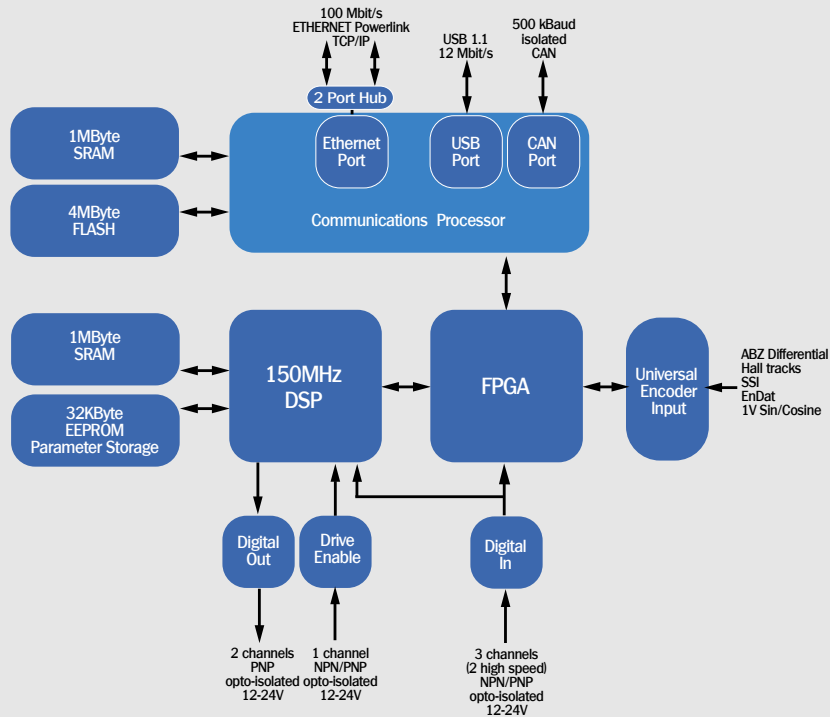 100 Mbit/s
ETHERNET Powerlink
TCP/IP
USB 1.1
12 Mbit/s
500 kBaud
isolated
CAN
2 Port Hub
1MByte
SRAM
Ethernet
Port
USB
Port
CAN
Port
4MByte
FLASH
Communications Processor
1MByte
SRAM
32KByte
EEPROM
Parameter Storage
150MHz
DSP
FPGA
Universal
Encoder
Input
ABZ Differential
Hall tracks
SSI
EnDat
1V Sin/Cosine
Digital
Out
Drive
Enable
Digital
In
2 channels
PNP
opto-isolated
12-24V
1 channel
NPN/PNP
opto-isolated
12-24V
3 channels
(2 high speed)
NPN/PNP
opto-isolated
12-24V